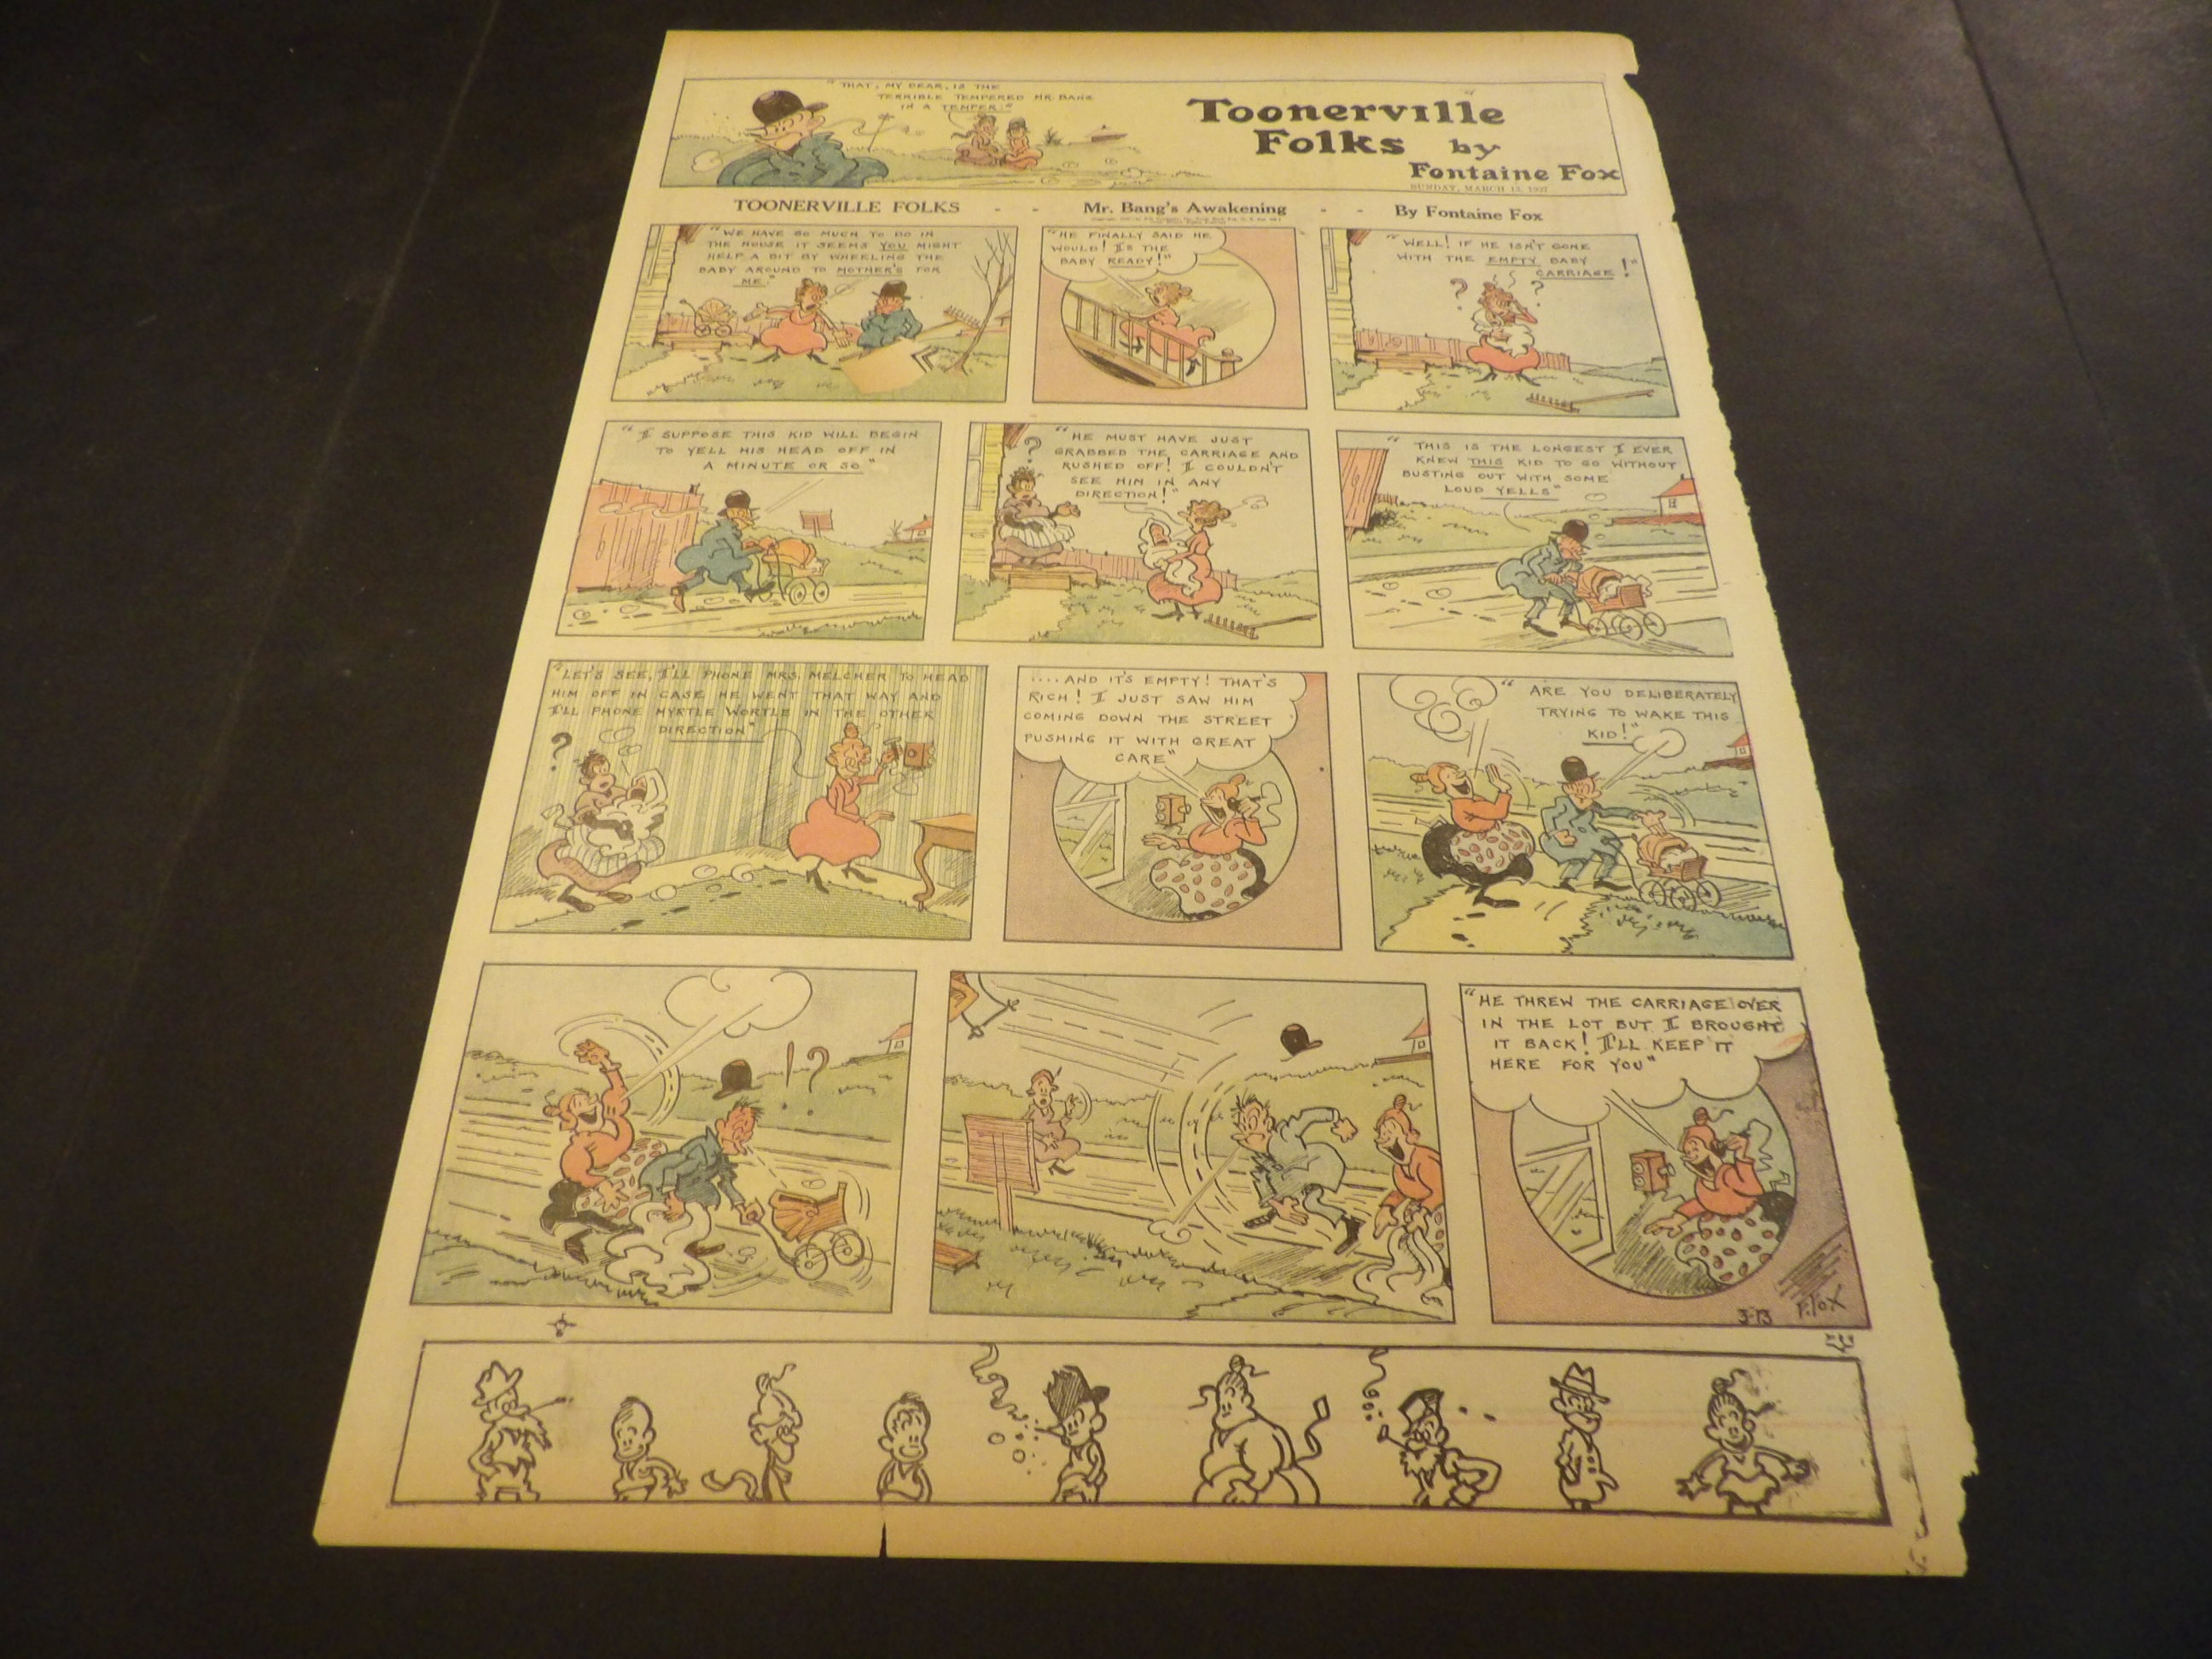 "THAT, MY DEAR, IS THE
TERRIBLE TEMPERED MR. BANG
IN A TEMPER!"
Toonerville
Folks by
Fontaine Fox
SUNDAY, MARCH 13, 1927
TOONERVILLE FOLKS - - Mr. Bang's Awakening - - By Fontaine Fox
"WE HAVE SO MUCH TO DO IN
THE HOUSE IT SEEMS YOU MIGHT
HELP A BIT BY WHEELING THE
BABY AROUND TO MOTHER'S FOR
ME."
"HE FINALLY SAID HE
WOULD! IS THE
BABY READY!"
"WELL! IF HE ISN'T GONE
WITH THE EMPTY BABY
CARRIAGE!"
? ?
"I SUPPOSE THIS KID WILL BEGIN
TO YELL HIS HEAD OFF IN
A MINUTE OR SO"
?
"HE MUST HAVE JUST
GRABBED THE CARRIAGE AND
RUSHED OFF! I COULDN'T
SEE HIM IN ANY
DIRECTION!"
"THIS IS THE LONGEST I EVER
KNEW THIS KID TO GO WITHOUT
BUSTING OUT WITH SOME
LOUD YELLS"
"LET'S SEE, I'LL PHONE MRS. MELCHER TO HEAD
HIM OFF IN CASE HE WENT THAT WAY AND
I'LL PHONE MYRTLE WORTLE IN THE OTHER
DIRECTION"
?
....AND IT'S EMPTY! THAT'S
RICH! I JUST SAW HIM
COMING DOWN THE STREET
PUSHING IT WITH GREAT
CARE"
"ARE YOU DELIBERATELY
TRYING TO WAKE THIS
KID!"
!?
"HE THREW THE CARRIAGE OVER
IN THE LOT BUT I BROUGHT
IT BACK! I'LL KEEP IT
HERE FOR YOU"
3-13 F. FOX